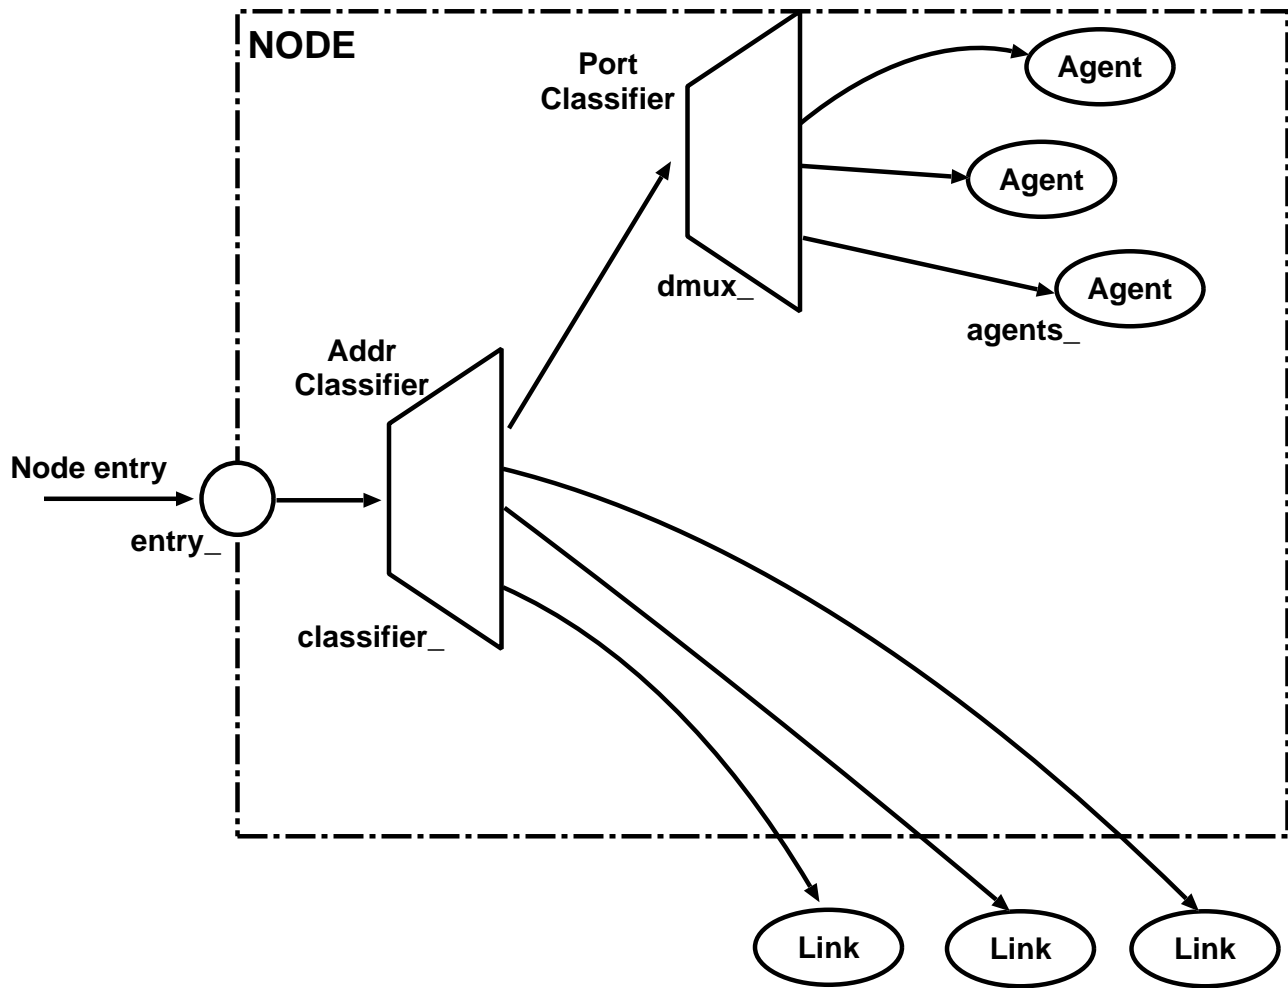 NODE
Port
Classifier
Agent
Agent
Agent
dmux_
agents_
Addr
Classifier
Node entry
entry_
classifier_
Link
Link
Link